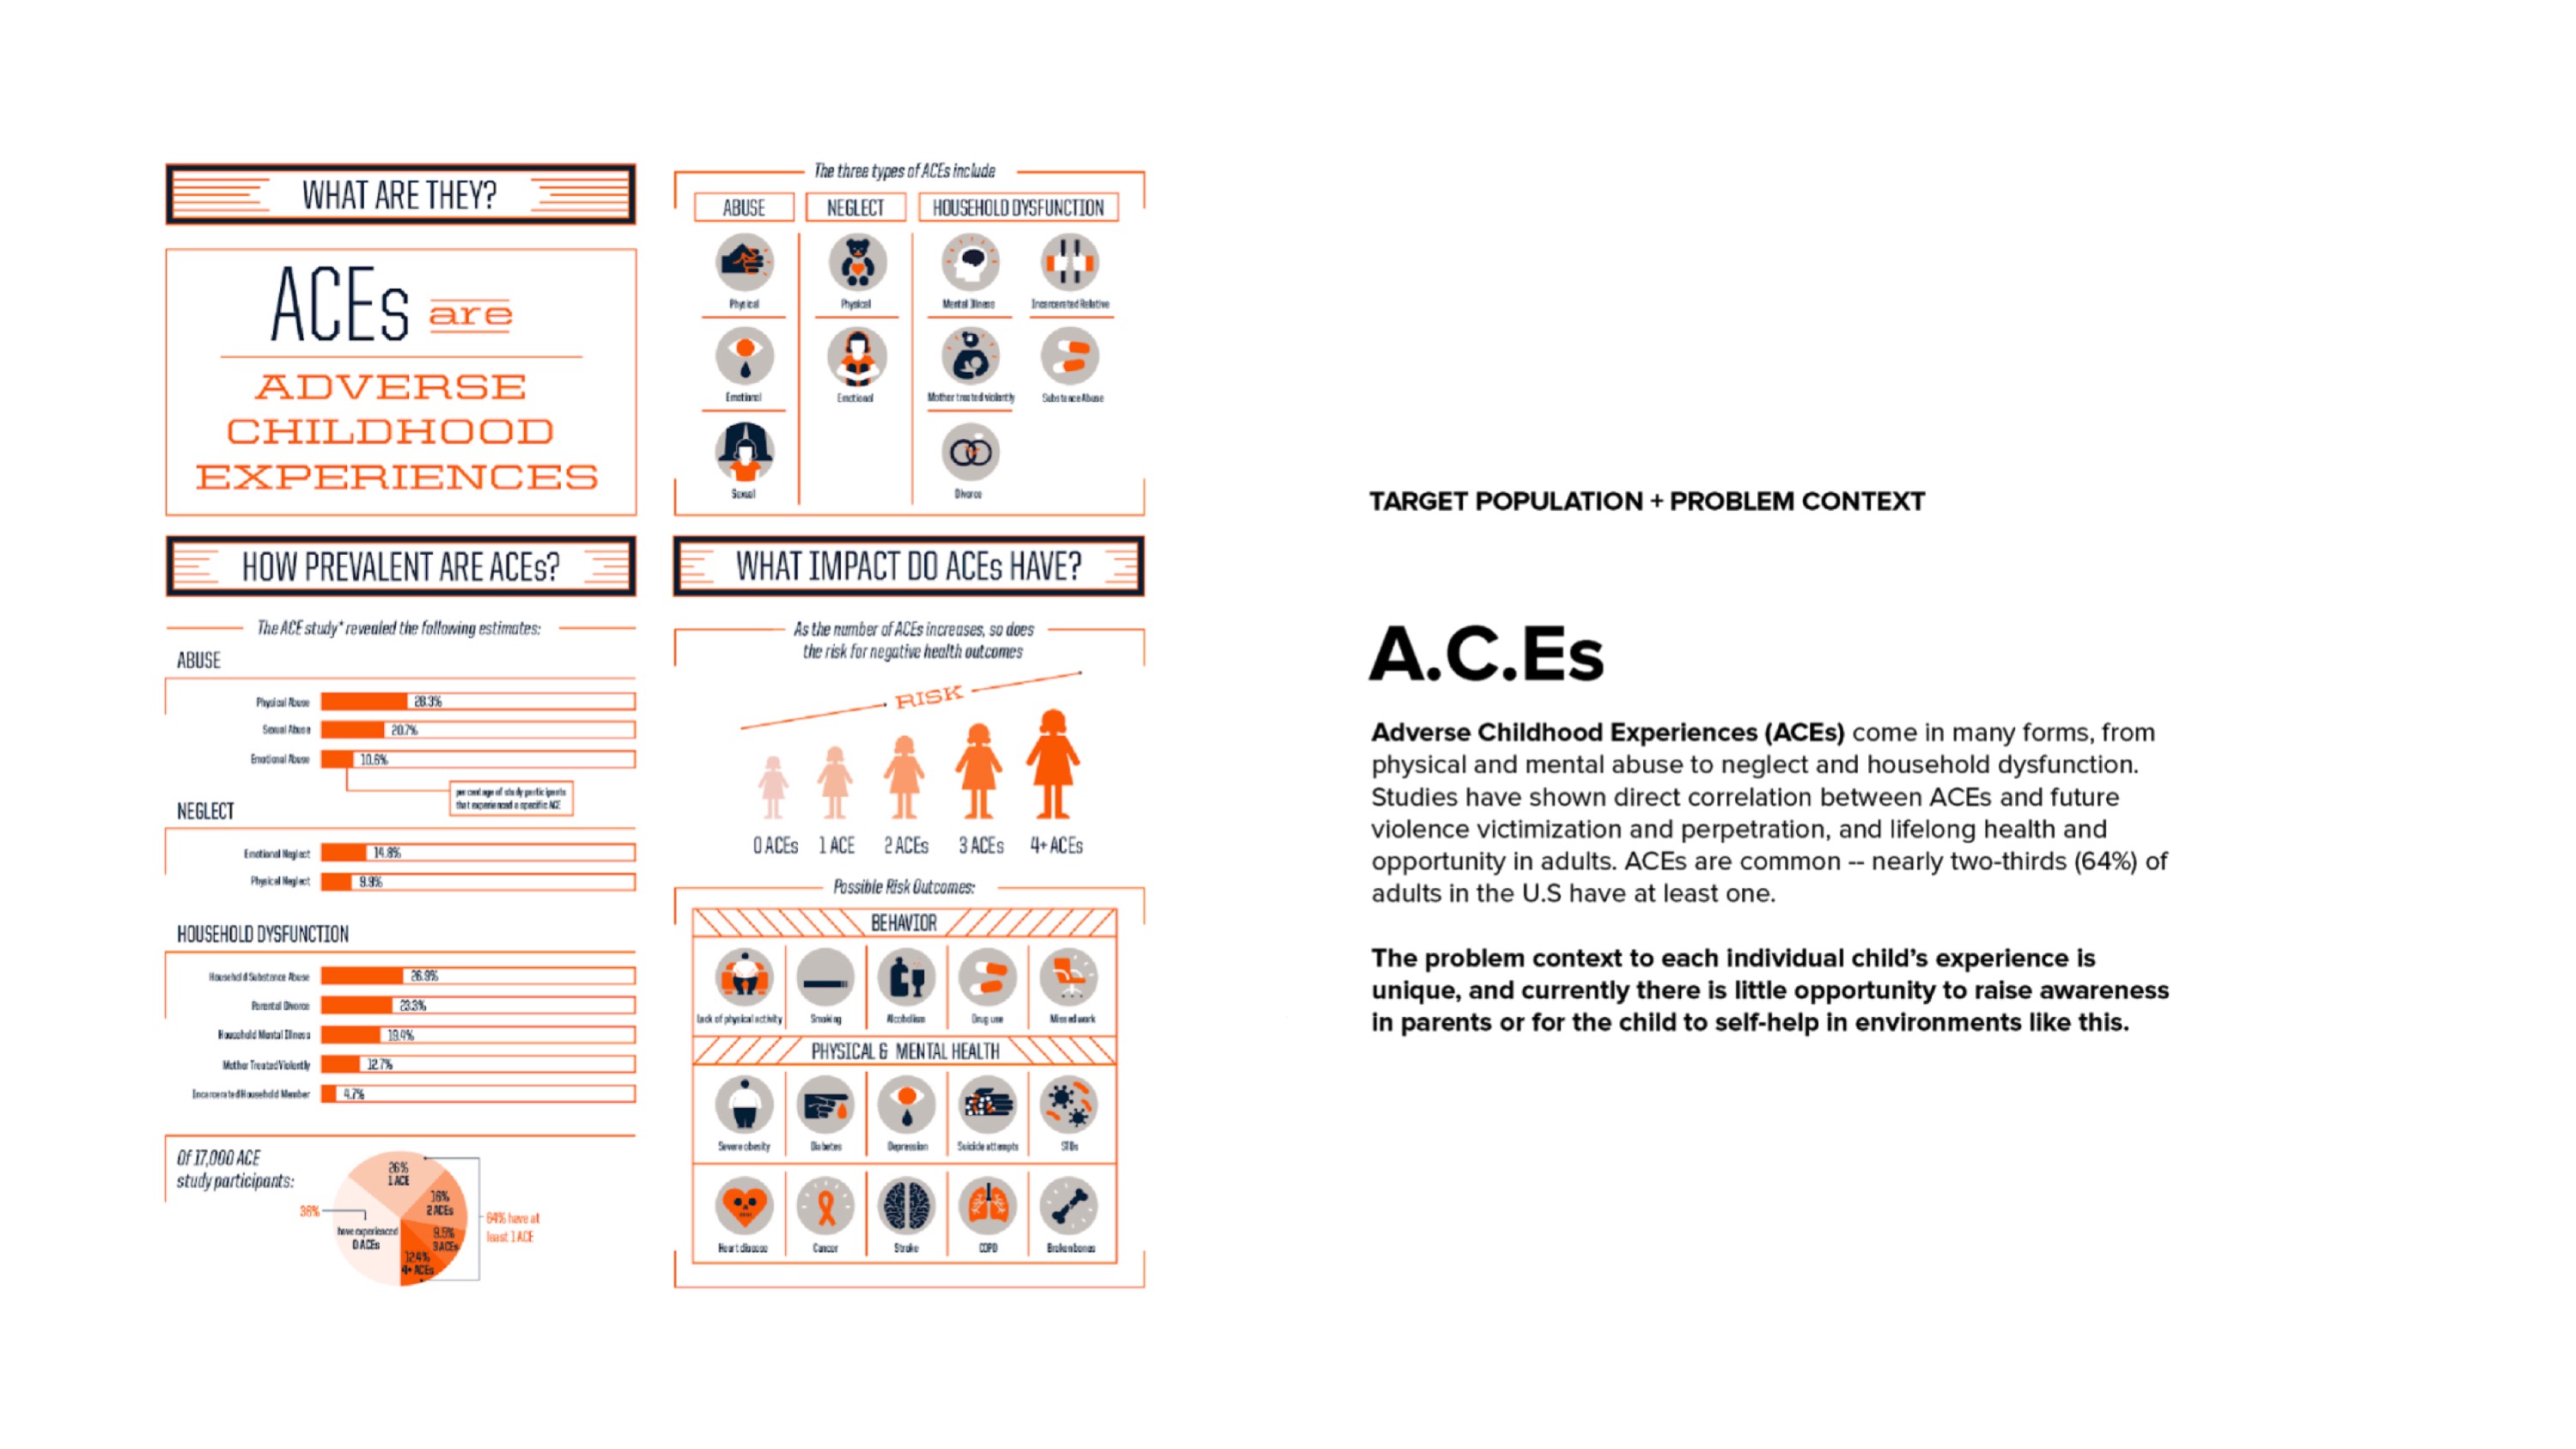 WHAT ARE THEY?
ACEs are
ADVERSE
CHILDHOOD
EXPERIENCES
The three types of ACEs include
ABUSE
NEGLECT
HOUSEHOLD DYSFUNCTION
Physical
Physical
Mental Illness
Incarcerated Relative
Emotional
Emotional
Mother treated violently
Substance Abuse
Sexual
Divorce
HOW PREVALENT ARE ACEs?
The ACE study* revealed the following estimates:
ABUSE
Physical Abuse 28.3%
Sexual Abuse 20.7%
Emotional Abuse 10.6%
percentage of study participants
that experienced a specific ACE
NEGLECT
Emotional Neglect 14.8%
Physical Neglect 9.9%
HOUSEHOLD DYSFUNCTION
Household Substance Abuse 26.9%
Parental Divorce 23.3%
Household Mental Illness 19.4%
Mother Treated Violently 12.7%
Incarcerated Household Member 4.7%
Of 17,000 ACE
study participants:
26%
1 ACE
16%
2 ACEs
9.5%
3 ACEs
12.4%
4+ ACEs
36%
have experienced
0 ACEs
64% have at
least 1 ACE
WHAT IMPACT DO ACEs HAVE?
As the number of ACEs increases, so does
the risk for negative health outcomes
RISK
0 ACEs 1 ACE 2 ACEs 3 ACEs 4+ ACEs
Possible Risk Outcomes:
BEHAVIOR
Lack of physical activity
Smoking
Alcoholism
Drug use
Missed work
PHYSICAL & MENTAL HEALTH
Severe obesity
Diabetes
Depression
Suicide attempts
STDs
Heart disease
Cancer
Stroke
COPD
Broken bones
TARGET POPULATION + PROBLEM CONTEXT
A.C.Es
Adverse Childhood Experiences (ACEs) come in many forms, from
physical and mental abuse to neglect and household dysfunction.
Studies have shown direct correlation between ACEs and future
violence victimization and perpetration, and lifelong health and
opportunity in adults. ACEs are common -- nearly two-thirds (64%) of
adults in the U.S have at least one.
The problem context to each individual child's experience is
unique, and currently there is little opportunity to raise awareness
in parents or for the child to self-help in environments like this.